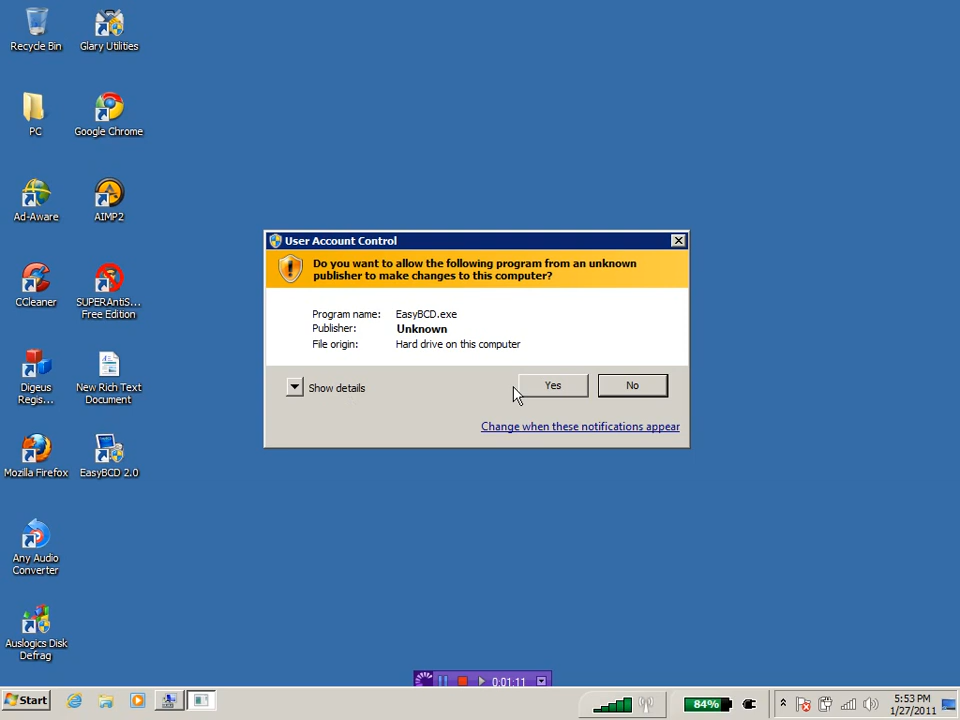 Recycle Bin
Glary Utilities
PC
Google Chrome
Ad-Aware
AIMP2
CCleaner
SUPERAntiS...
Free Edition
Digeus
Regis...
New Rich Text
Document
Mozilla Firefox
EasyBCD 2.0
Any Audio
Converter
Auslogics Disk
Defrag
User Account Control
Do you want to allow the following program from an unknown
publisher to make changes to this computer?
Program name: EasyBCD.exe
Publisher: Unknown
File origin: Hard drive on this computer
Show details
Yes
No
Change when these notifications appear
0:01:11
Start
84%
5:53 PM
1/27/2011